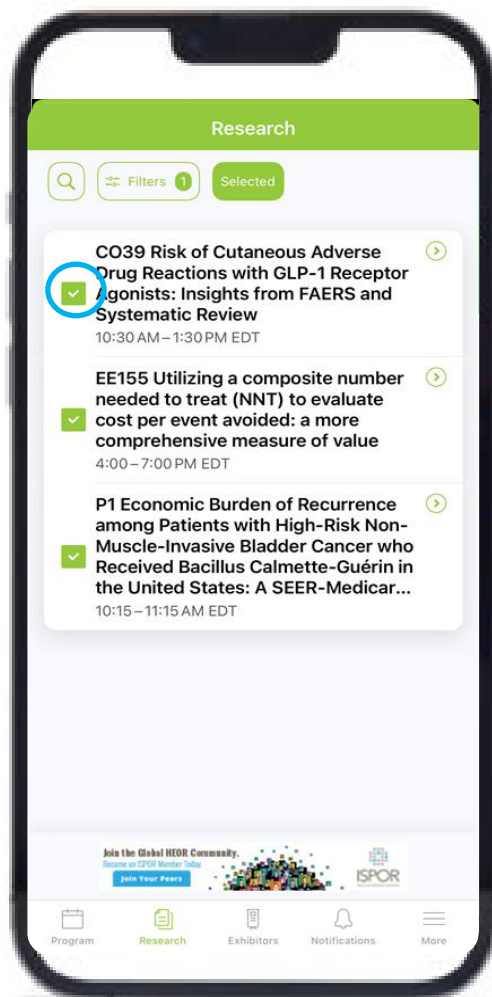 Research
Filters 1
Selected
CO39 Risk of Cutaneous Adverse
Drug Reactions with GLP-1 Receptor
Agonists: Insights from FAERS and
Systematic Review
10:30 AM – 1:30 PM EDT
EE155 Utilizing a composite number
needed to treat (NNT) to evaluate
cost per event avoided: a more
comprehensive measure of value
4:00 – 7:00 PM EDT
P1 Economic Burden of Recurrence
among Patients with High-Risk Non-
Muscle-Invasive Bladder Cancer who
Received Bacillus Calmette-Guérin in
the United States: A SEER-Medicar...
10:15 – 11:15 AM EDT
Join the Global HEOR Community.
Become an ISPOR Member Today.
Join Your Peers
ISPOR
Program
Research
Exhibitors
Notifications
More